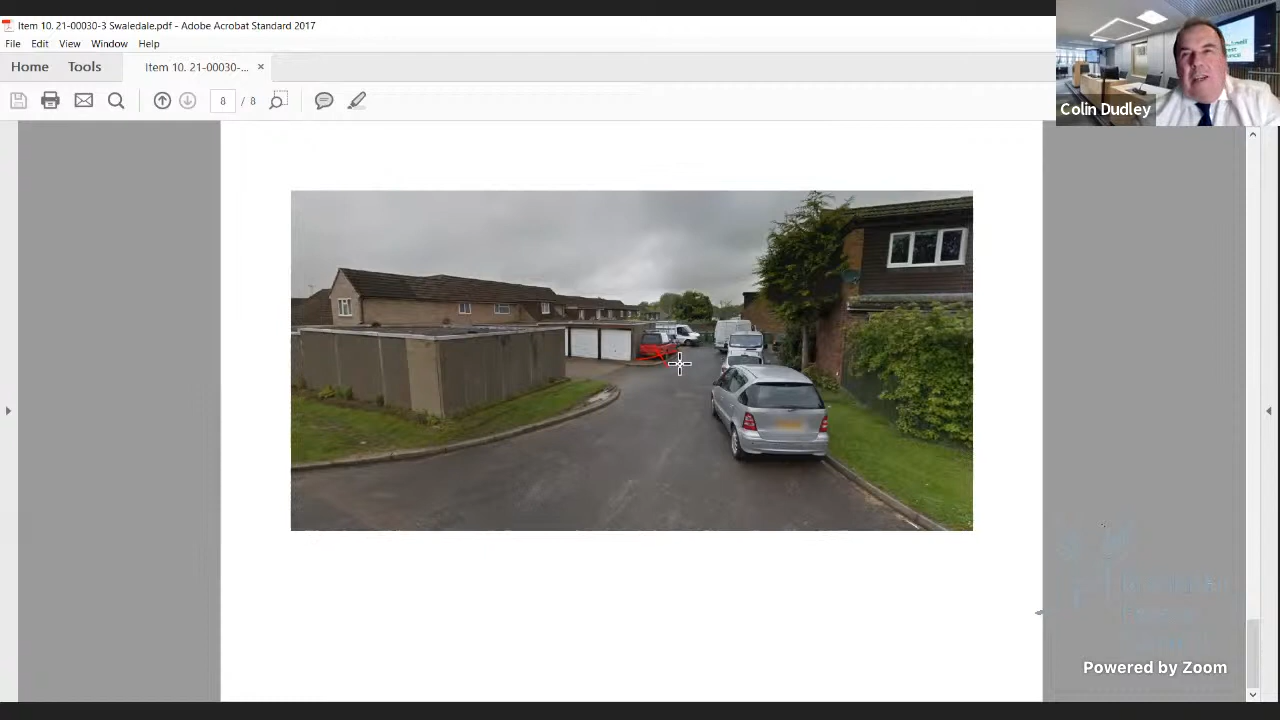 Item 10. 21-00030-3 Swaledale.pdf - Adobe Acrobat Standard 2017
File Edit View Window Help
Home Tools Item 10. 21-00030-... ×
8 / 8
Colin Dudley
Powered by Zoom